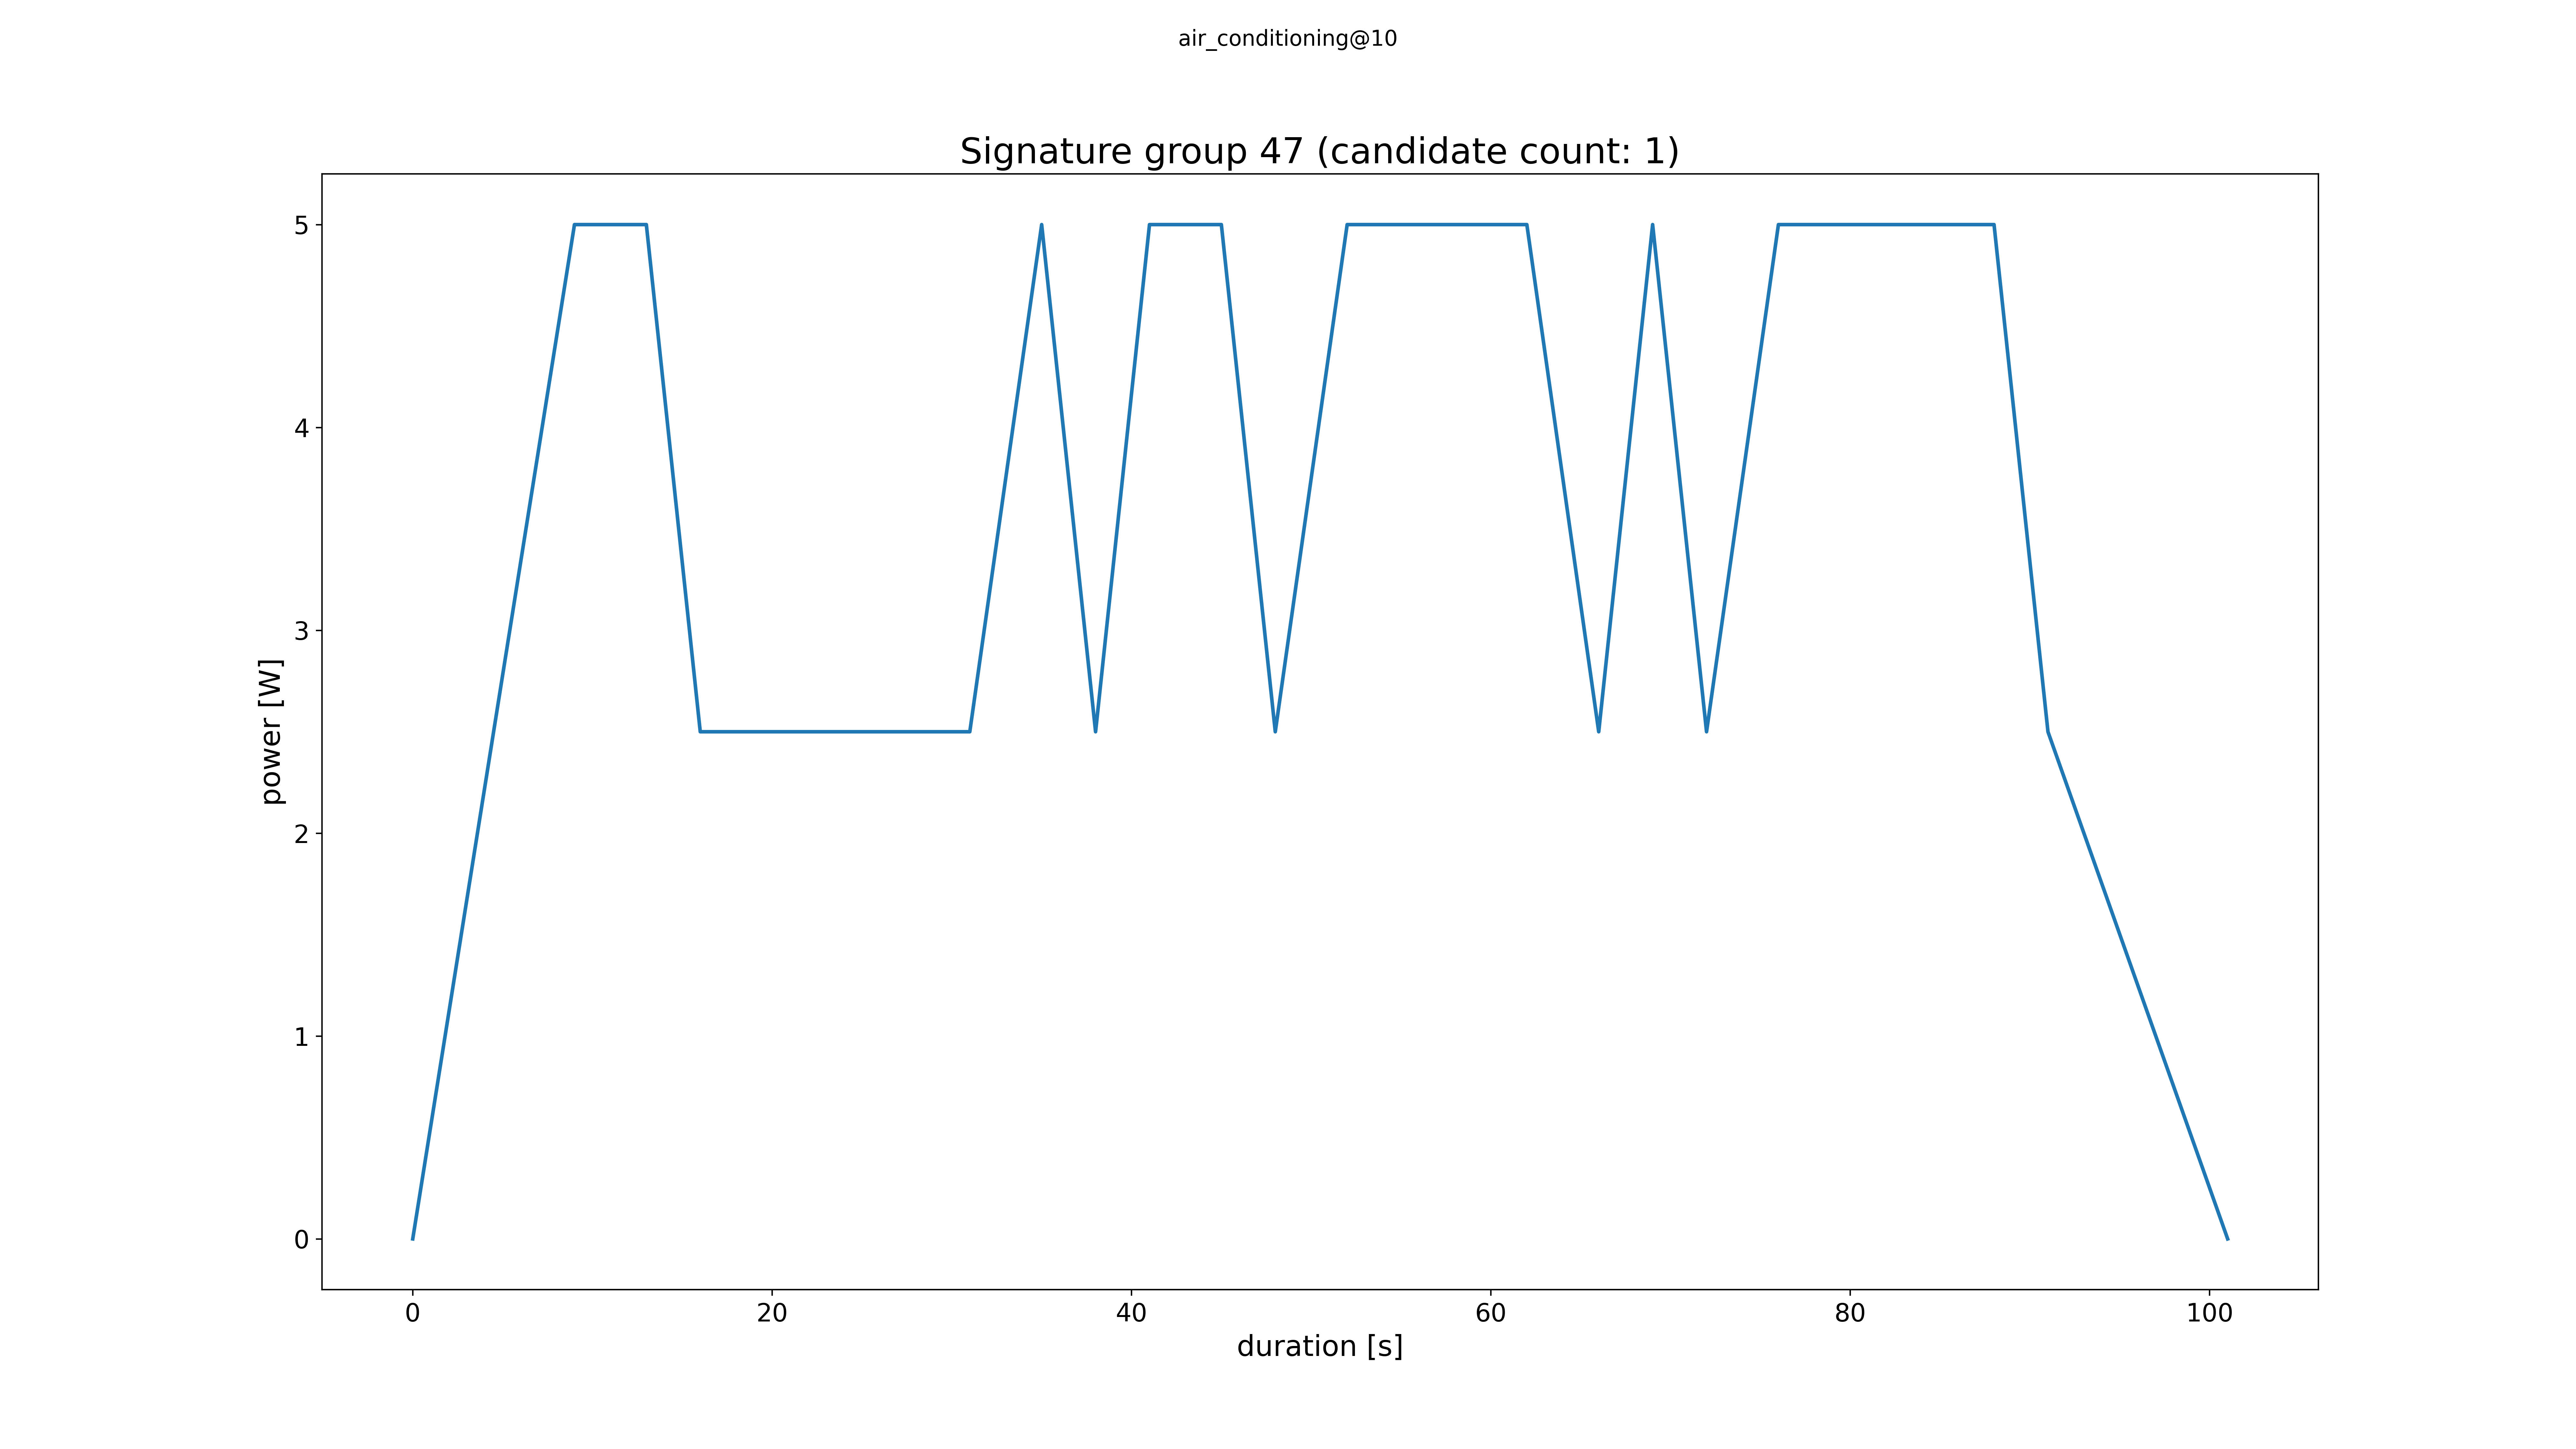 air_conditioning@10
Signature group 47 (candidate count: 1)
5
4
3
2
1
0
power [W]
0 20 40 60 80 100
duration [s]